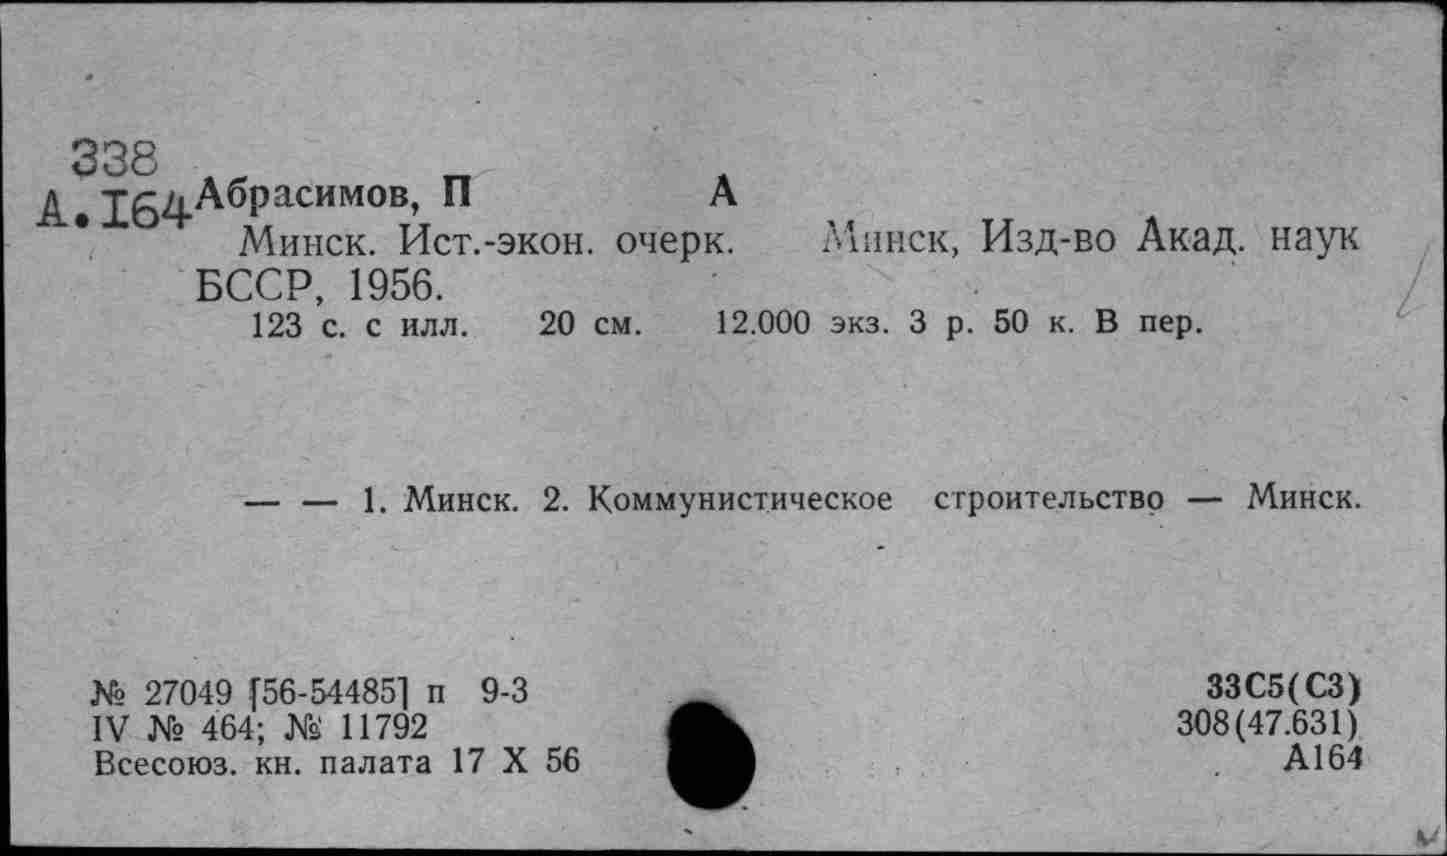 338
А.I64 Абрасимов, П А
Минск. Ист.-экон. очерк. Минск, Изд-во Акад. наук
БССР, 1956.
123 с. с илл. 20 см. 12.000 экз. 3 р. 50 к. В пер.
— — 1. Минск. 2. Коммунистическое строительство — Минск.
№ 27049 [56-54485] п 9-3
IV № 464; № 11792
Всесоюз. кн. палата 17 X 56
33С5(С3)
308(47.631)
А164